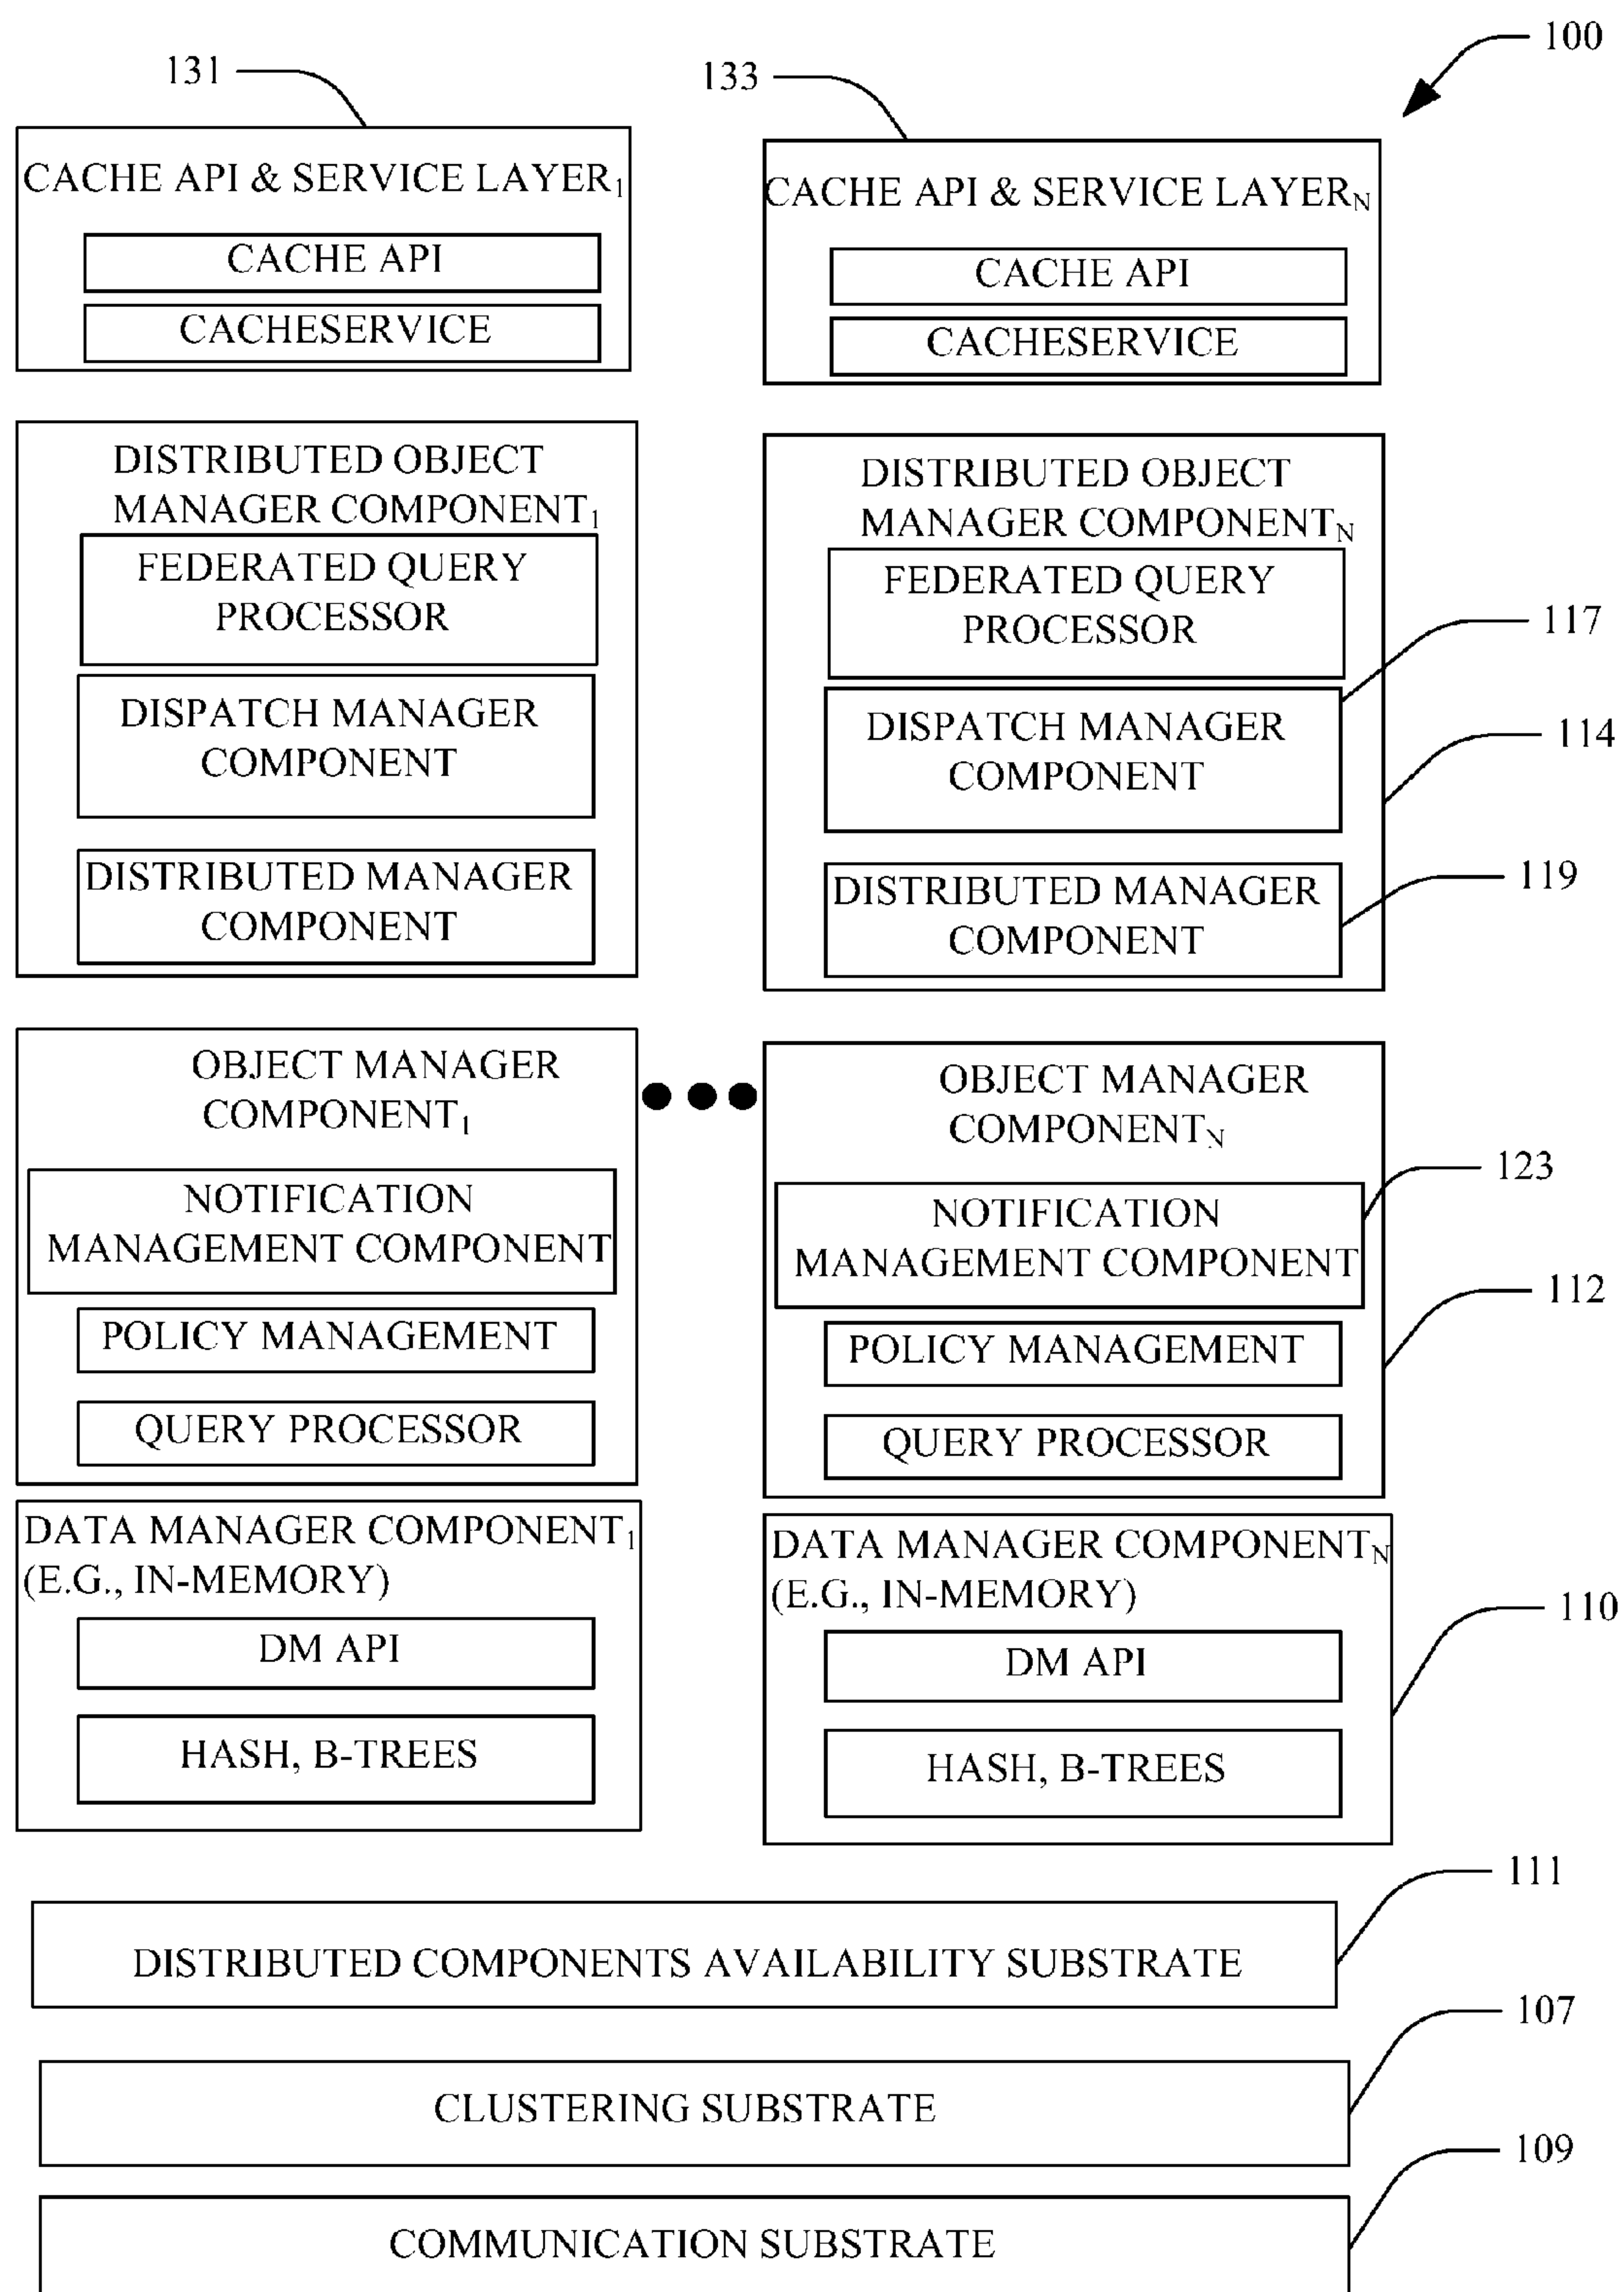 100
131
133
CACHE API & SERVICE LAYER1
CACHE API
CACHESERVICE
CACHE API & SERVICE LAYERN
CACHE API
CACHESERVICE
DISTRIBUTED OBJECT
MANAGER COMPONENT1
FEDERATED QUERY
PROCESSOR
DISPATCH MANAGER
COMPONENT
DISTRIBUTED MANAGER
COMPONENT
DISTRIBUTED OBJECT
MANAGER COMPONENTN
FEDERATED QUERY
PROCESSOR
DISPATCH MANAGER
COMPONENT
DISTRIBUTED MANAGER
COMPONENT
117
114
119
OBJECT MANAGER
COMPONENT1
NOTIFICATION
MANAGEMENT COMPONENT
POLICY MANAGEMENT
QUERY PROCESSOR
OBJECT MANAGER
COMPONENTN
NOTIFICATION
MANAGEMENT COMPONENT
POLICY MANAGEMENT
QUERY PROCESSOR
123
112
DATA MANAGER COMPONENT1
(E.G., IN-MEMORY)
DM API
HASH, B-TREES
DATA MANAGER COMPONENTN
(E.G., IN-MEMORY)
DM API
HASH, B-TREES
110
111
DISTRIBUTED COMPONENTS AVAILABILITY SUBSTRATE
107
CLUSTERING SUBSTRATE
109
COMMUNICATION SUBSTRATE